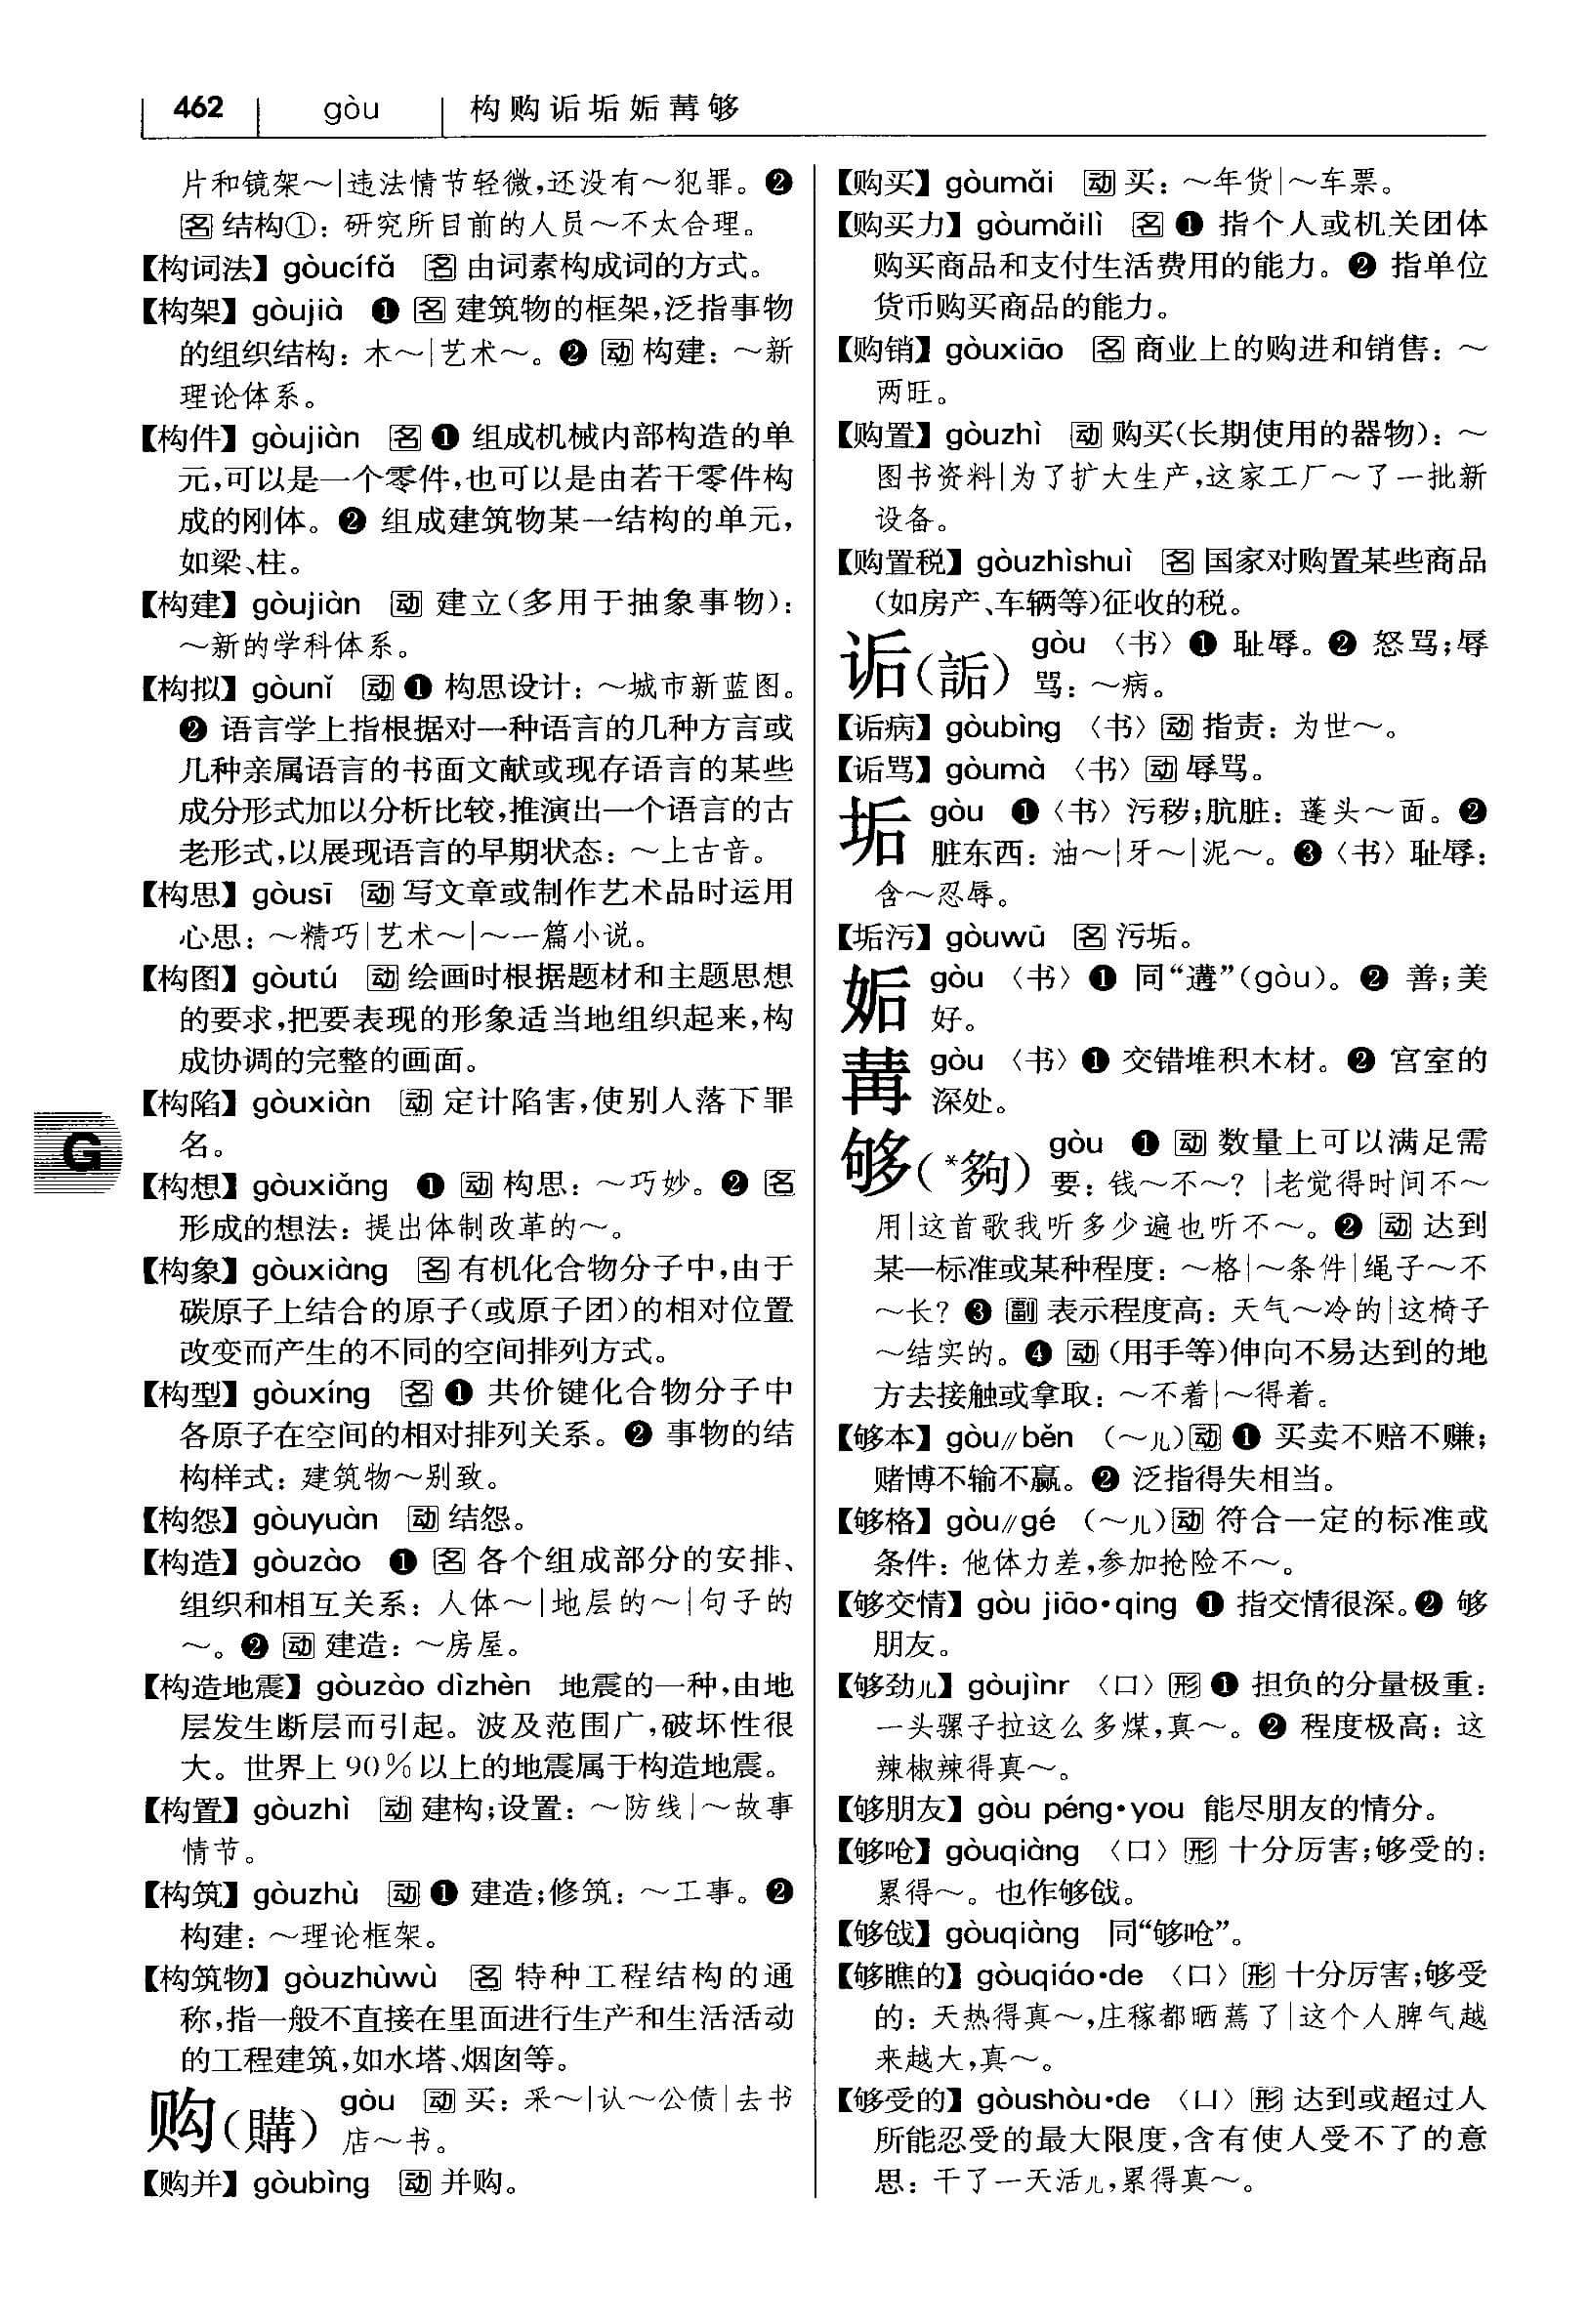 462 gòu 构购诟垢姤冓够
片和镜架～|违法情节轻微,还没有～犯罪。❷
名 结构①：研究所目前的人员～不太合理。
【构词法】gòucífǎ 名 由词素构成词的方式。
【构架】gòujià ❶ 名 建筑物的框架,泛指事物
的组织结构：木～|艺术～。❷ 动 构建：～新
理论体系。
【构件】gòujiàn 名 ❶ 组成机械内部构造的单
元,可以是一个零件,也可以是由若干零件构
成的刚体。❷ 组成建筑物某一结构的单元,
如梁、柱。
【构建】gòujiàn 动 建立(多用于抽象事物)：
～新的学科体系。
【构拟】gòunǐ 动 ❶ 构思设计：～城市新蓝图。
❷ 语言学上指根据对一种语言的几种方言或
几种亲属语言的书面文献或现存语言的某些
成分形式加以分析比较,推演出一个语言的古
老形式,以展现语言的早期状态：～上古音。
【构思】gòusī 动 写文章或制作艺术品时运用
心思：～精巧|艺术～|～一篇小说。
【构图】gòutú 动 绘画时根据题材和主题思想
的要求,把要表现的形象适当地组织起来,构
成协调的完整的画面。
【构陷】gòuxiàn 动 定计陷害,使别人落下罪
名。
【构想】gòuxiǎng ❶ 动 构思：～巧妙。❷ 名
形成的想法：提出体制改革的～。
【构象】gòuxiàng 名 有机化合物分子中,由于
碳原子上结合的原子(或原子团)的相对位置
改变而产生的不同的空间排列方式。
【构型】gòuxíng 名 ❶ 共价键化合物分子中
各原子在空间的相对排列关系。❷ 事物的结
构样式：建筑物～别致。
【构怨】gòuyuàn 动 结怨。
【构造】gòuzào ❶ 名 各个组成部分的安排、
组织和相互关系：人体～|地层的～|句子的
～。❷ 动 建造：～房屋。
【构造地震】gòuzào dìzhèn 地震的一种,由地
层发生断层而引起。波及范围广,破坏性很
大。世界上90%以上的地震属于构造地震。
【构置】gòuzhì 动 建构;设置：～防线|～故事
情节。
【构筑】gòuzhù 动 ❶ 建造;修筑：～工事。❷
构建：～理论框架。
【构筑物】gòuzhùwù 名 特种工程结构的通
称,指一般不直接在里面进行生产和生活活动
的工程建筑,如水塔、烟囱等。
购(購) gòu 动 买：采～|认～公债|去书
店～书。
【购并】gòubìng 动 并购。
【购买】gòumǎi 动 买：～年货|～车票。
【购买力】gòumǎilì 名 ❶ 指个人或机关团体
购买商品和支付生活费用的能力。❷ 指单位
货币购买商品的能力。
【购销】gòuxiāo 名 商业上的购进和销售：～
两旺。
【购置】gòuzhì 动 购买(长期使用的器物)：～
图书资料|为了扩大生产,这家工厂～了一批新
设备。
【购置税】gòuzhìshuì 名 国家对购置某些商品
(如房产、车辆等)征收的税。
诟(詬) gòu 〈书〉❶ 耻辱。❷ 怒骂;辱
骂：～病。
【诟病】gòubìng 〈书〉动 指责：为世～。
【诟骂】gòumà 〈书〉动 辱骂。
垢 gòu ❶〈书〉污秽;肮脏：蓬头～面。❷
脏东西：油～|牙～|泥～。❸〈书〉耻辱：
含～忍辱。
【垢污】gòuwū 名 污垢。
姤 gòu 〈书〉❶ 同“遘”(gòu)。❷ 善;美
好。
冓 gòu 〈书〉❶ 交错堆积木材。❷ 宫室的
深处。
够(*夠) gòu ❶ 动 数量上可以满足需
要：钱～不～? |老觉得时间不～
用|这首歌我听多少遍也听不～。❷ 动 达到
某一标准或某种程度：～格|～条件|绳子～不
～长? ❸ 副 表示程度高：天气～冷的|这椅子
～结实的。❹ 动 (用手等)伸向不易达到的地
方去接触或拿取：～不着|～得着。
【够本】gòu∥běn (～儿)动 ❶ 买卖不赔不赚;
赌博不输不赢。❷ 泛指得失相当。
【够格】gòu∥gé (～儿)动 符合一定的标准或
条件：他体力差,参加抢险不～。
【够交情】gòu jiāo•qing ❶ 指交情很深。❷ 够
朋友。
【够劲儿】gòujìnr 〈口〉形 ❶ 担负的分量极重：
一头骡子拉这么多煤,真～。❷ 程度极高：这
辣椒辣得真～。
【够朋友】gòu péng•you 能尽朋友的情分。
【够呛】gòuqiàng 〈口〉形 十分厉害;够受的：
累得～。也作够戗。
【够戗】gòuqiàng 同“够呛”。
【够瞧的】gòuqiáo•de 〈口〉形 十分厉害;够受
的：天热得真～,庄稼都晒蔫了|这个人脾气越
来越大,真～。
【够受的】gòushòu•de 〈口〉形 达到或超过人
所能忍受的最大限度,含有使人受不了的意
思：干了一天活儿,累得真～。
G